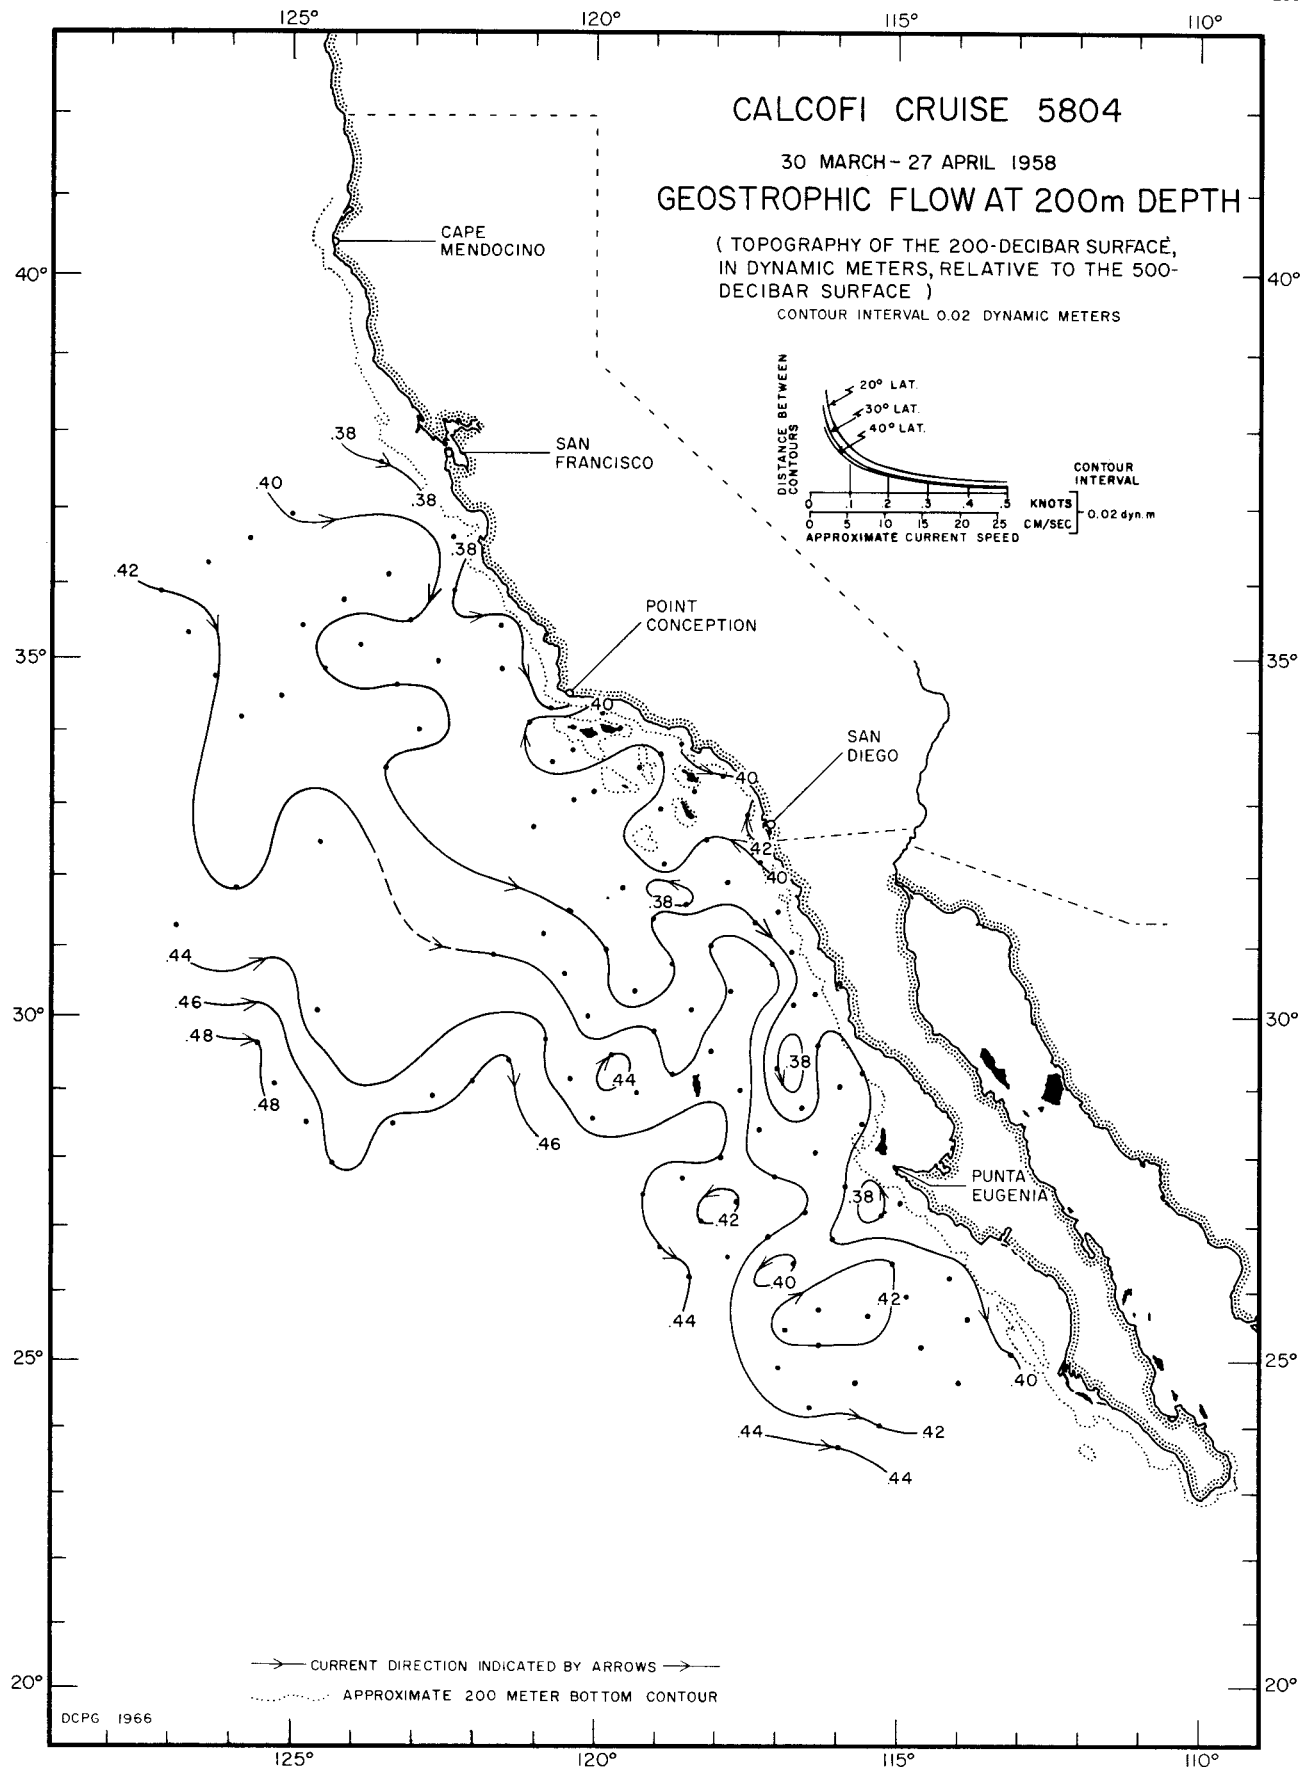 125°
120°
115°
110°
CALCOFI CRUISE 5804
30 MARCH – 27 APRIL 1958
GEOSTROPHIC FLOW AT 200m DEPTH
( TOPOGRAPHY OF THE 200-DECIBAR SURFACE,
IN DYNAMIC METERS, RELATIVE TO THE 500-
DECIBAR SURFACE )
CONTOUR INTERVAL 0.02 DYNAMIC METERS
CAPE
MENDOCINO
40°
40°
DISTANCE BETWEEN
CONTOURS
20° LAT.
30° LAT.
40° LAT.
CONTOUR
INTERVAL
0 .1 .2 .3 .4 .5 KNOTS
0 5 10 15 20 25 CM/SEC
0.02 dyn.m
APPROXIMATE CURRENT SPEED
.38
SAN
FRANCISCO
.40
.38
.38
.42
POINT
CONCEPTION
35°
35°
.40
SAN
DIEGO
.40
.42
.40
.38
.44
.46
30°
30°
.48
.38
.44
.48
.46
PUNTA
EUGENIA
.38
.42
.40
.42
.44
25°
25°
.40
.44
.42
.44
CURRENT DIRECTION INDICATED BY ARROWS
20°
20°
APPROXIMATE 200 METER BOTTOM CONTOUR
DCPG 1966
125°
120°
115°
110°